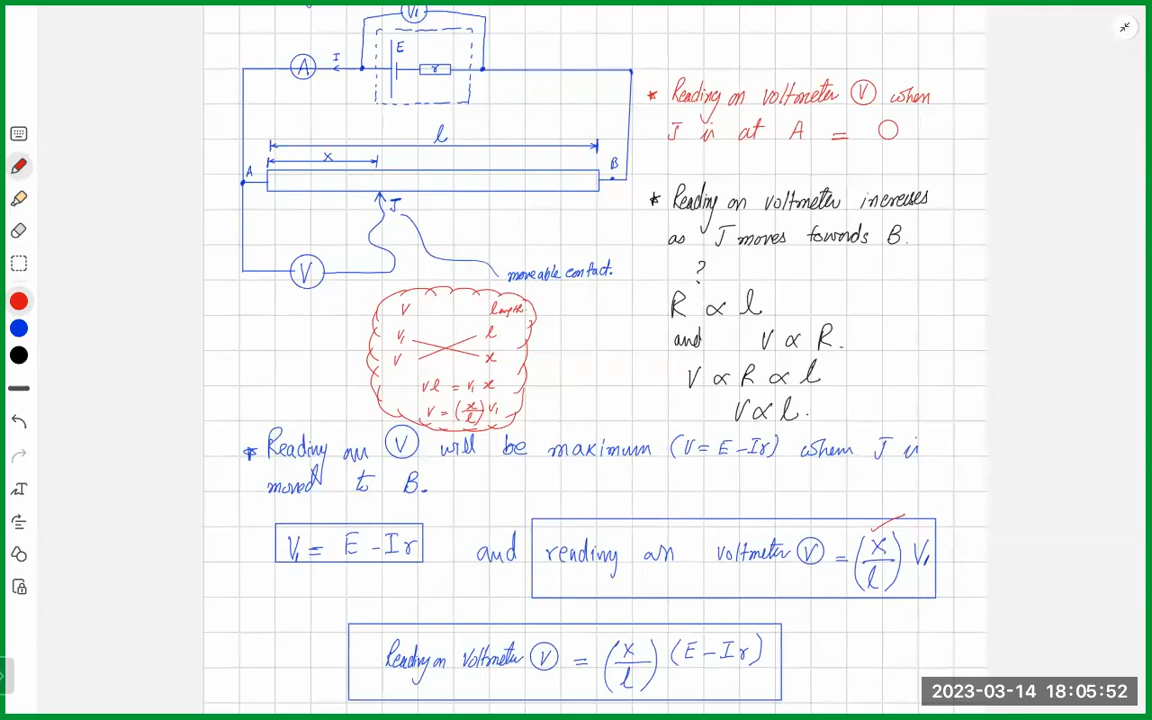 V₁
E
I
A
r
l
x
A
B
J
V
moveable contact.
* Reading on voltmeter V when
J is at A = O
* Reading on voltmeter increases
as J moves towards B.
?
R ∝ l
and V ∝ R.
V ∝ R ∝ l
V ∝ l.
V length
V₁ l
V x
Vl = V₁ x
V = (x/l) V₁
* Reading on V will be maximum (V = E - Ir) when J is
moved to B.
V₁ = E - Ir and reading on voltmeter V = (x/l) V₁
Reading on Voltmeter V = (x/l) (E - Ir)
2023-03-14 18:05:52